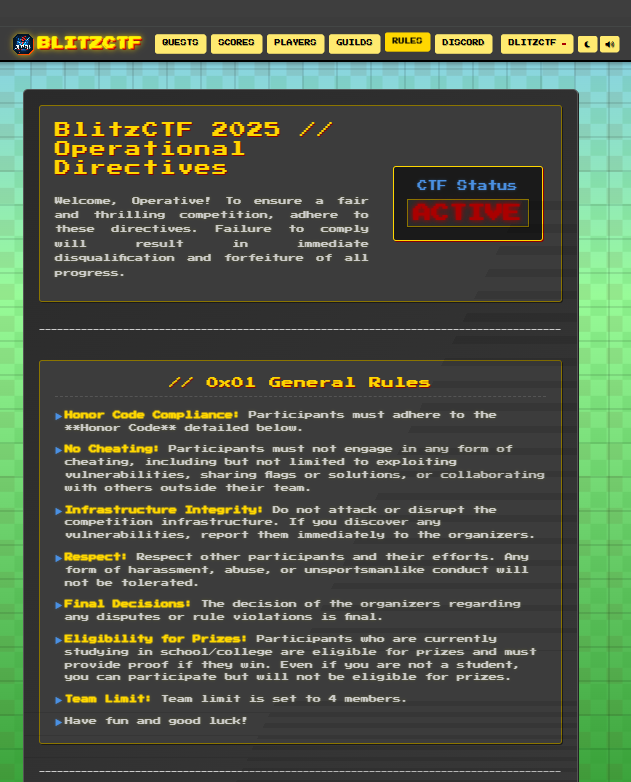 BLITZCTF QUESTS SCORES PLAYERS GUILDS RULES DISCORD BLITZCTF
BlitzCTF 2025 //
Operational
Directives
Welcome, Operative! To ensure a fair
and thrilling competition, adhere to
these directives. Failure to comply
will result in immediate
disqualification and forfeiture of all
progress.
CTF Status
ACTIVE
// 0x01 General Rules
Honor Code Compliance: Participants must adhere to the
**Honor Code** detailed below.
No Cheating: Participants must not engage in any form of
cheating, including but not limited to exploiting
vulnerabilities, sharing flags or solutions, or collaborating
with others outside their team.
Infrastructure Integrity: Do not attack or disrupt the
competition infrastructure. If you discover any
vulnerabilities, report them immediately to the organizers.
Respect: Respect other participants and their efforts. Any
form of harassment, abuse, or unsportsmanlike conduct will
not be tolerated.
Final Decisions: The decision of the organizers regarding
any disputes or rule violations is final.
Eligibility for Prizes: Participants who are currently
studying in school/college are eligible for prizes and must
provide proof if they win. Even if you are not a student,
you can participate but will not be eligible for prizes.
Team Limit: Team limit is set to 4 members.
Have fun and good luck!